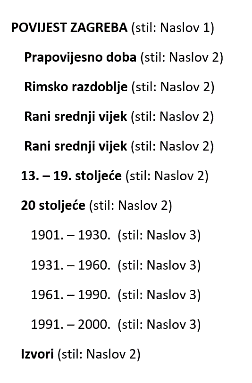 POVIJEST ZAGREBA (stil: Naslov 1)
Prapovijesno doba (stil: Naslov 2)
Rimsko razdoblje (stil: Naslov 2)
Rani srednji vijek (stil: Naslov 2)
Rani srednji vijek (stil: Naslov 2)
13. – 19. stoljeće (stil: Naslov 2)
20 stoljeće (stil: Naslov 2)
1901. – 1930. (stil: Naslov 3)
1931. – 1960. (stil: Naslov 3)
1961. – 1990. (stil: Naslov 3)
1991. – 2000. (stil: Naslov 3)
Izvori (stil: Naslov 2)